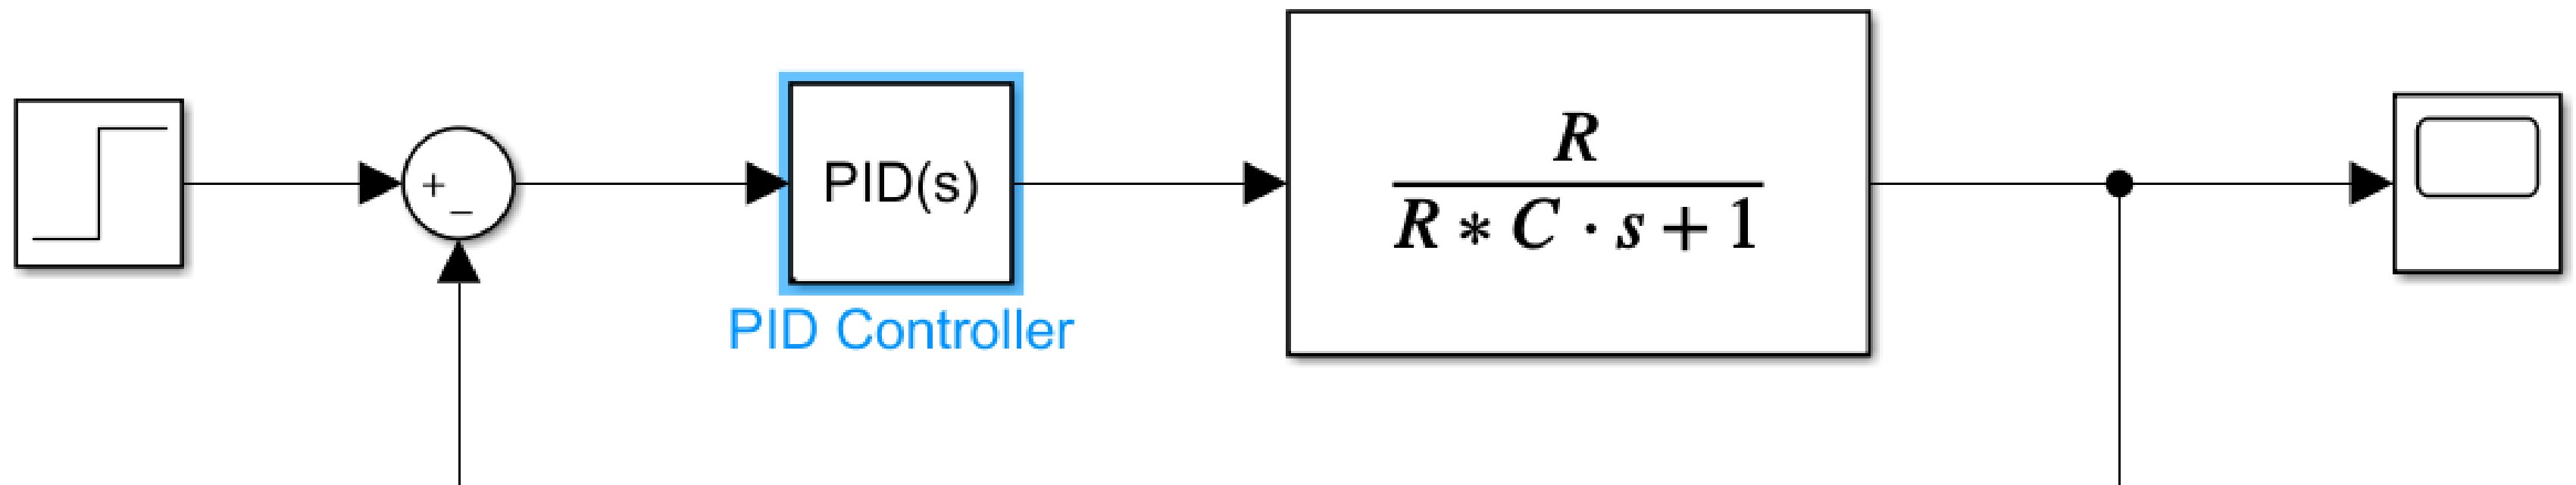 +
−
PID(s)
PID Controller
R
R * C · s + 1